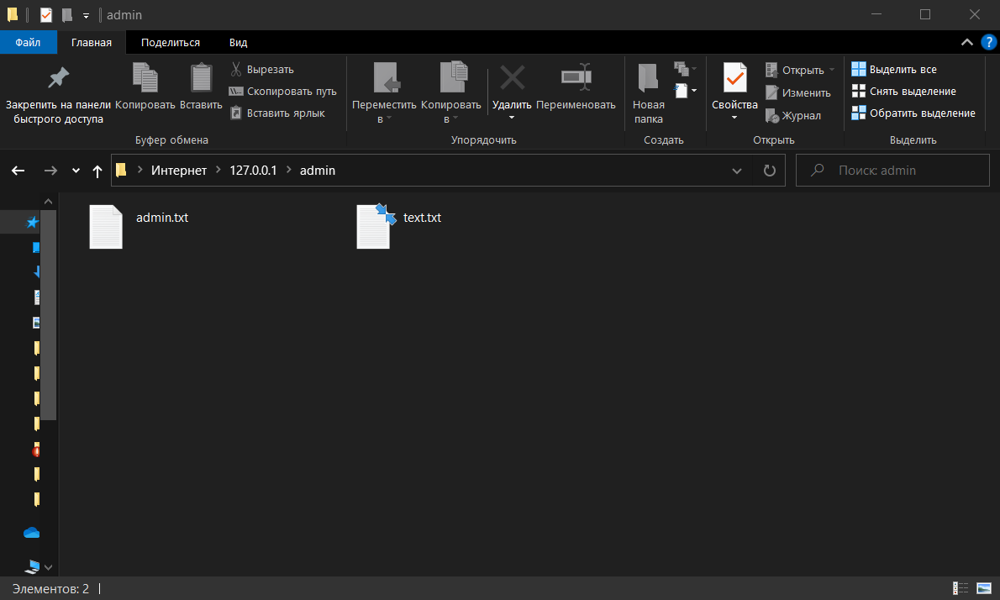 admin
Файл Главная Поделиться Вид ?
Закрепить на панели
быстрого доступа
Копировать
Вставить
Вырезать
Скопировать путь
Вставить ярлык
Буфер обмена
Переместить
в
Копировать
в
Удалить
Переименовать
Упорядочить
Новая
папка
Создать
Свойства
Открыть
Изменить
Журнал
Открыть
Выделить все
Снять выделение
Обратить выделение
Выделить
Интернет 127.0.0.1 admin
Поиск: admin
admin.txt
text.txt
Элементов: 2